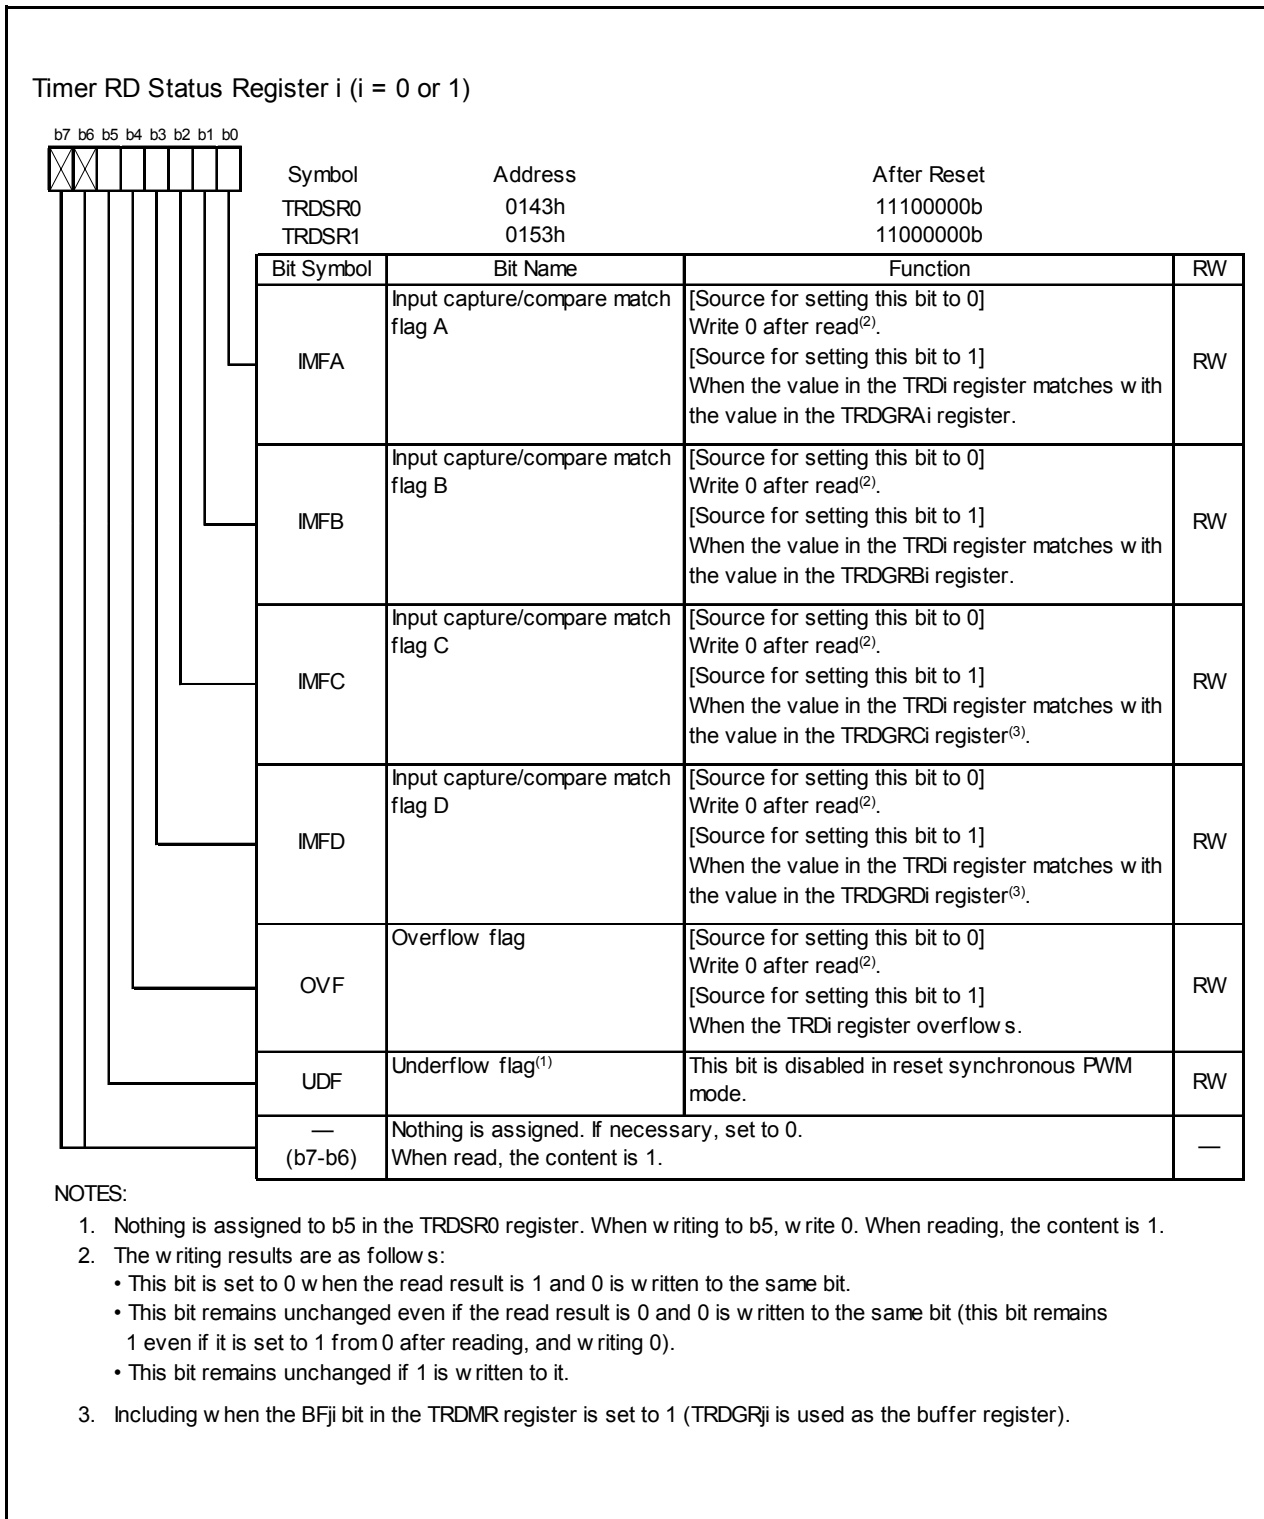 Timer RD Status Register i (i = 0 or 1)
b7 b6 b5 b4 b3 b2 b1 b0
Symbol Address After Reset
TRDSR0 0143h 11100000b
TRDSR1 0153h 11000000b
Bit Symbol Bit Name Function RW
IMFA
Input capture/compare match
flag A
[Source for setting this bit to 0]
Write 0 after read(2).
[Source for setting this bit to 1]
When the value in the TRDi register matches with
the value in the TRDGRAi register.
RW
IMFB
Input capture/compare match
flag B
[Source for setting this bit to 0]
Write 0 after read(2).
[Source for setting this bit to 1]
When the value in the TRDi register matches with
the value in the TRDGRBi register.
RW
IMFC
Input capture/compare match
flag C
[Source for setting this bit to 0]
Write 0 after read(2).
[Source for setting this bit to 1]
When the value in the TRDi register matches with
the value in the TRDGRCi register(3).
RW
IMFD
Input capture/compare match
flag D
[Source for setting this bit to 0]
Write 0 after read(2).
[Source for setting this bit to 1]
When the value in the TRDi register matches with
the value in the TRDGRDi register(3).
RW
OVF
Overflow flag
[Source for setting this bit to 0]
Write 0 after read(2).
[Source for setting this bit to 1]
When the TRDi register overflows.
RW
UDF
Underflow flag(1)
This bit is disabled in reset synchronous PWM
mode.
RW
—
(b7-b6)
Nothing is assigned. If necessary, set to 0.
When read, the content is 1.
—
NOTES:
1. Nothing is assigned to b5 in the TRDSR0 register. When writing to b5, write 0. When reading, the content is 1.
2. The writing results are as follows:
• This bit is set to 0 when the read result is 1 and 0 is written to the same bit.
• This bit remains unchanged even if the read result is 0 and 0 is written to the same bit (this bit remains
1 even if it is set to 1 from 0 after reading, and writing 0).
• This bit remains unchanged if 1 is written to it.
3. Including when the BFji bit in the TRDMR register is set to 1 (TRDGRji is used as the buffer register).